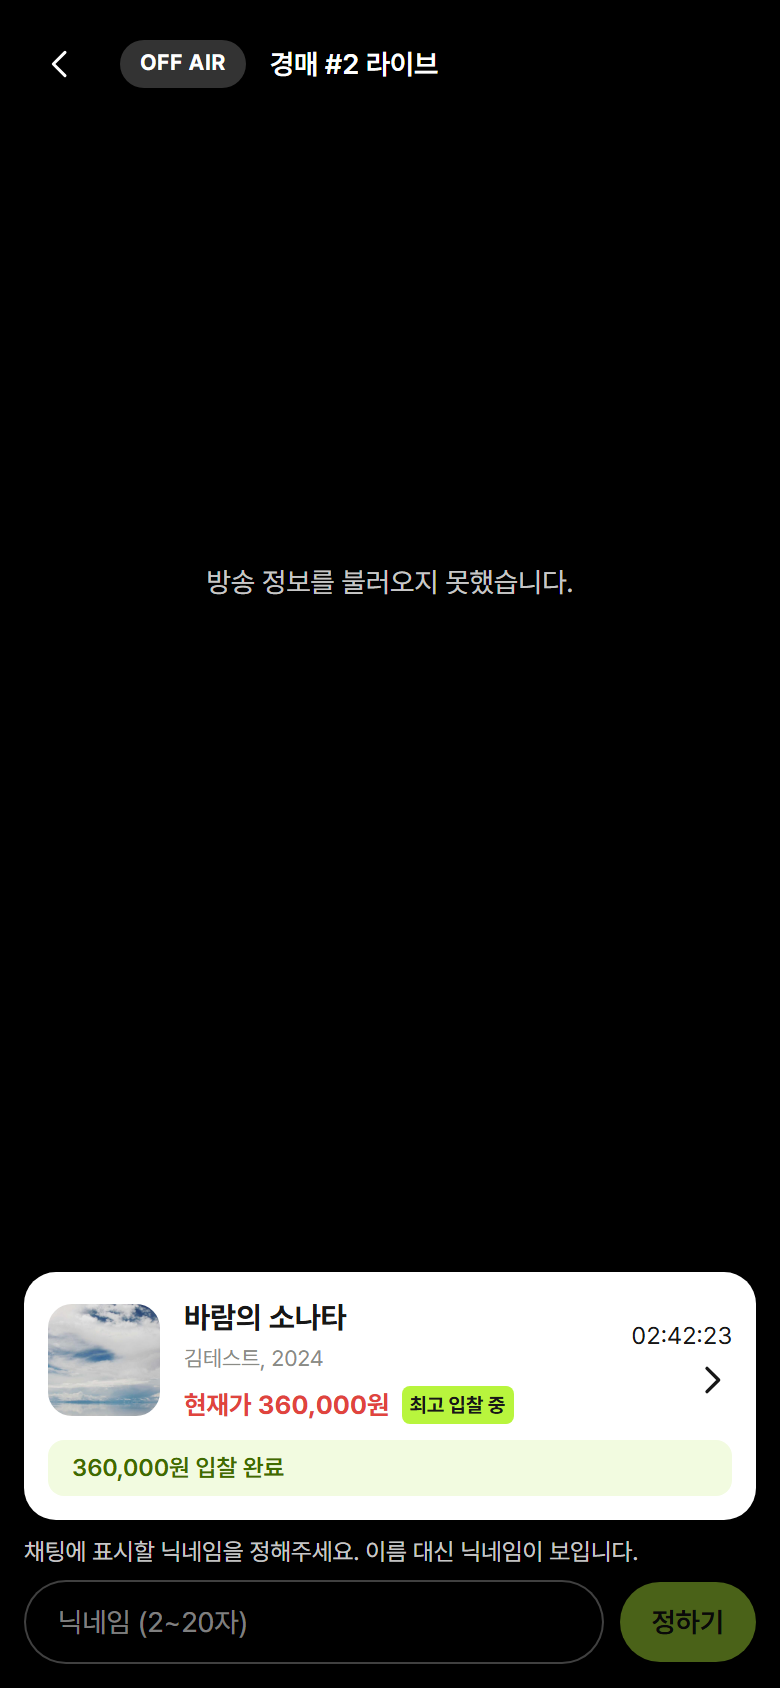 OFF AIR 경매 #2 라이브
방송 정보를 불러오지 못했습니다.
바람의 소나타
02:42:23
김테스트, 2024
현재가 360,000원 최고 입찰 중
360,000원 입찰 완료
채팅에 표시할 닉네임을 정해주세요. 이름 대신 닉네임이 보입니다.
닉네임 (2~20자) 정하기